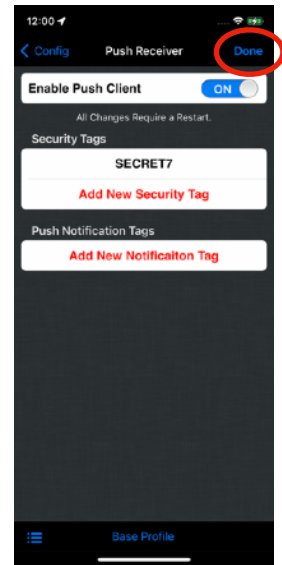 12:00
Config Push Receiver Done
Enable Push Client ON
All Changes Require a Restart.
Security Tags
SECRET7
Add New Security Tag
Push Notification Tags
Add New Notificaiton Tag
Base Profile